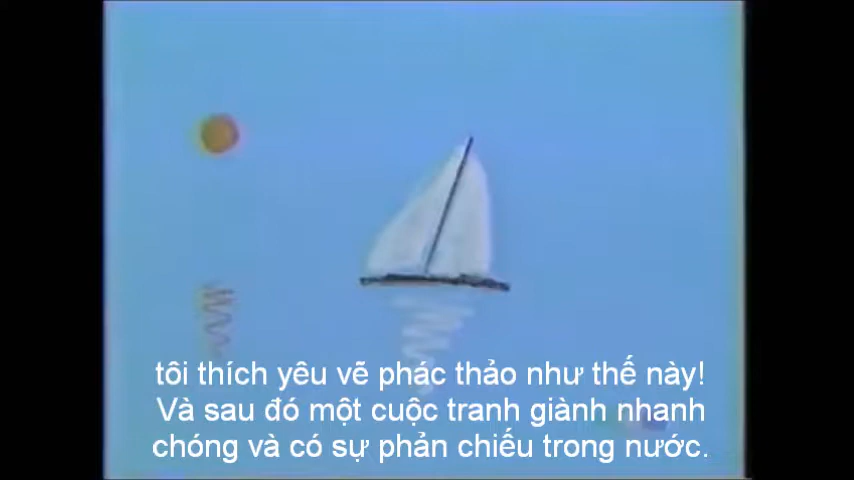 tôi thích yêu vẽ phác thảo như thế này!
Và sau đó một cuộc tranh giành nhanh
chóng và có sự phản chiếu trong nước.